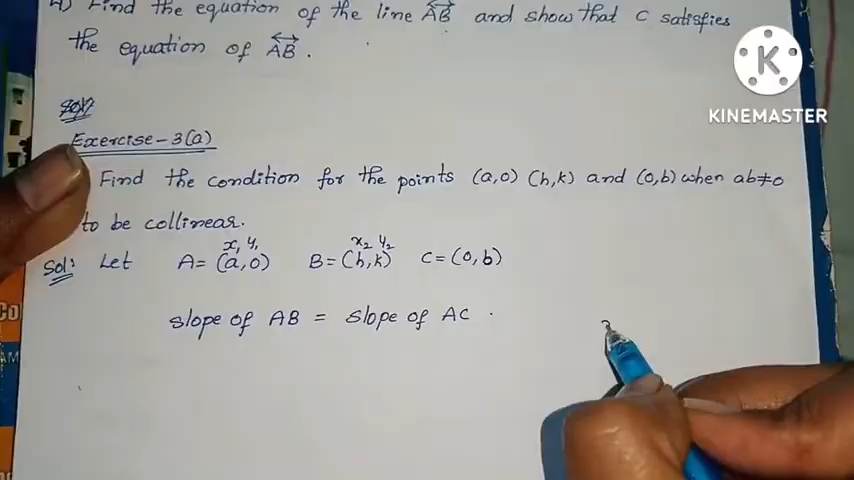 4) Find the equation of the line AB and show that C satisfies
the equation of AB.
KINEMASTER
Sol:
Exercise-3(a)
Find the condition for the points (a,0) (h,k) and (0,b) when ab≠0
to be collinear.
x₁ y₁ x₂ y₂
Sol: Let A= (a,0) B=(h,k) C=(0,b)
slope of AB = slope of AC.